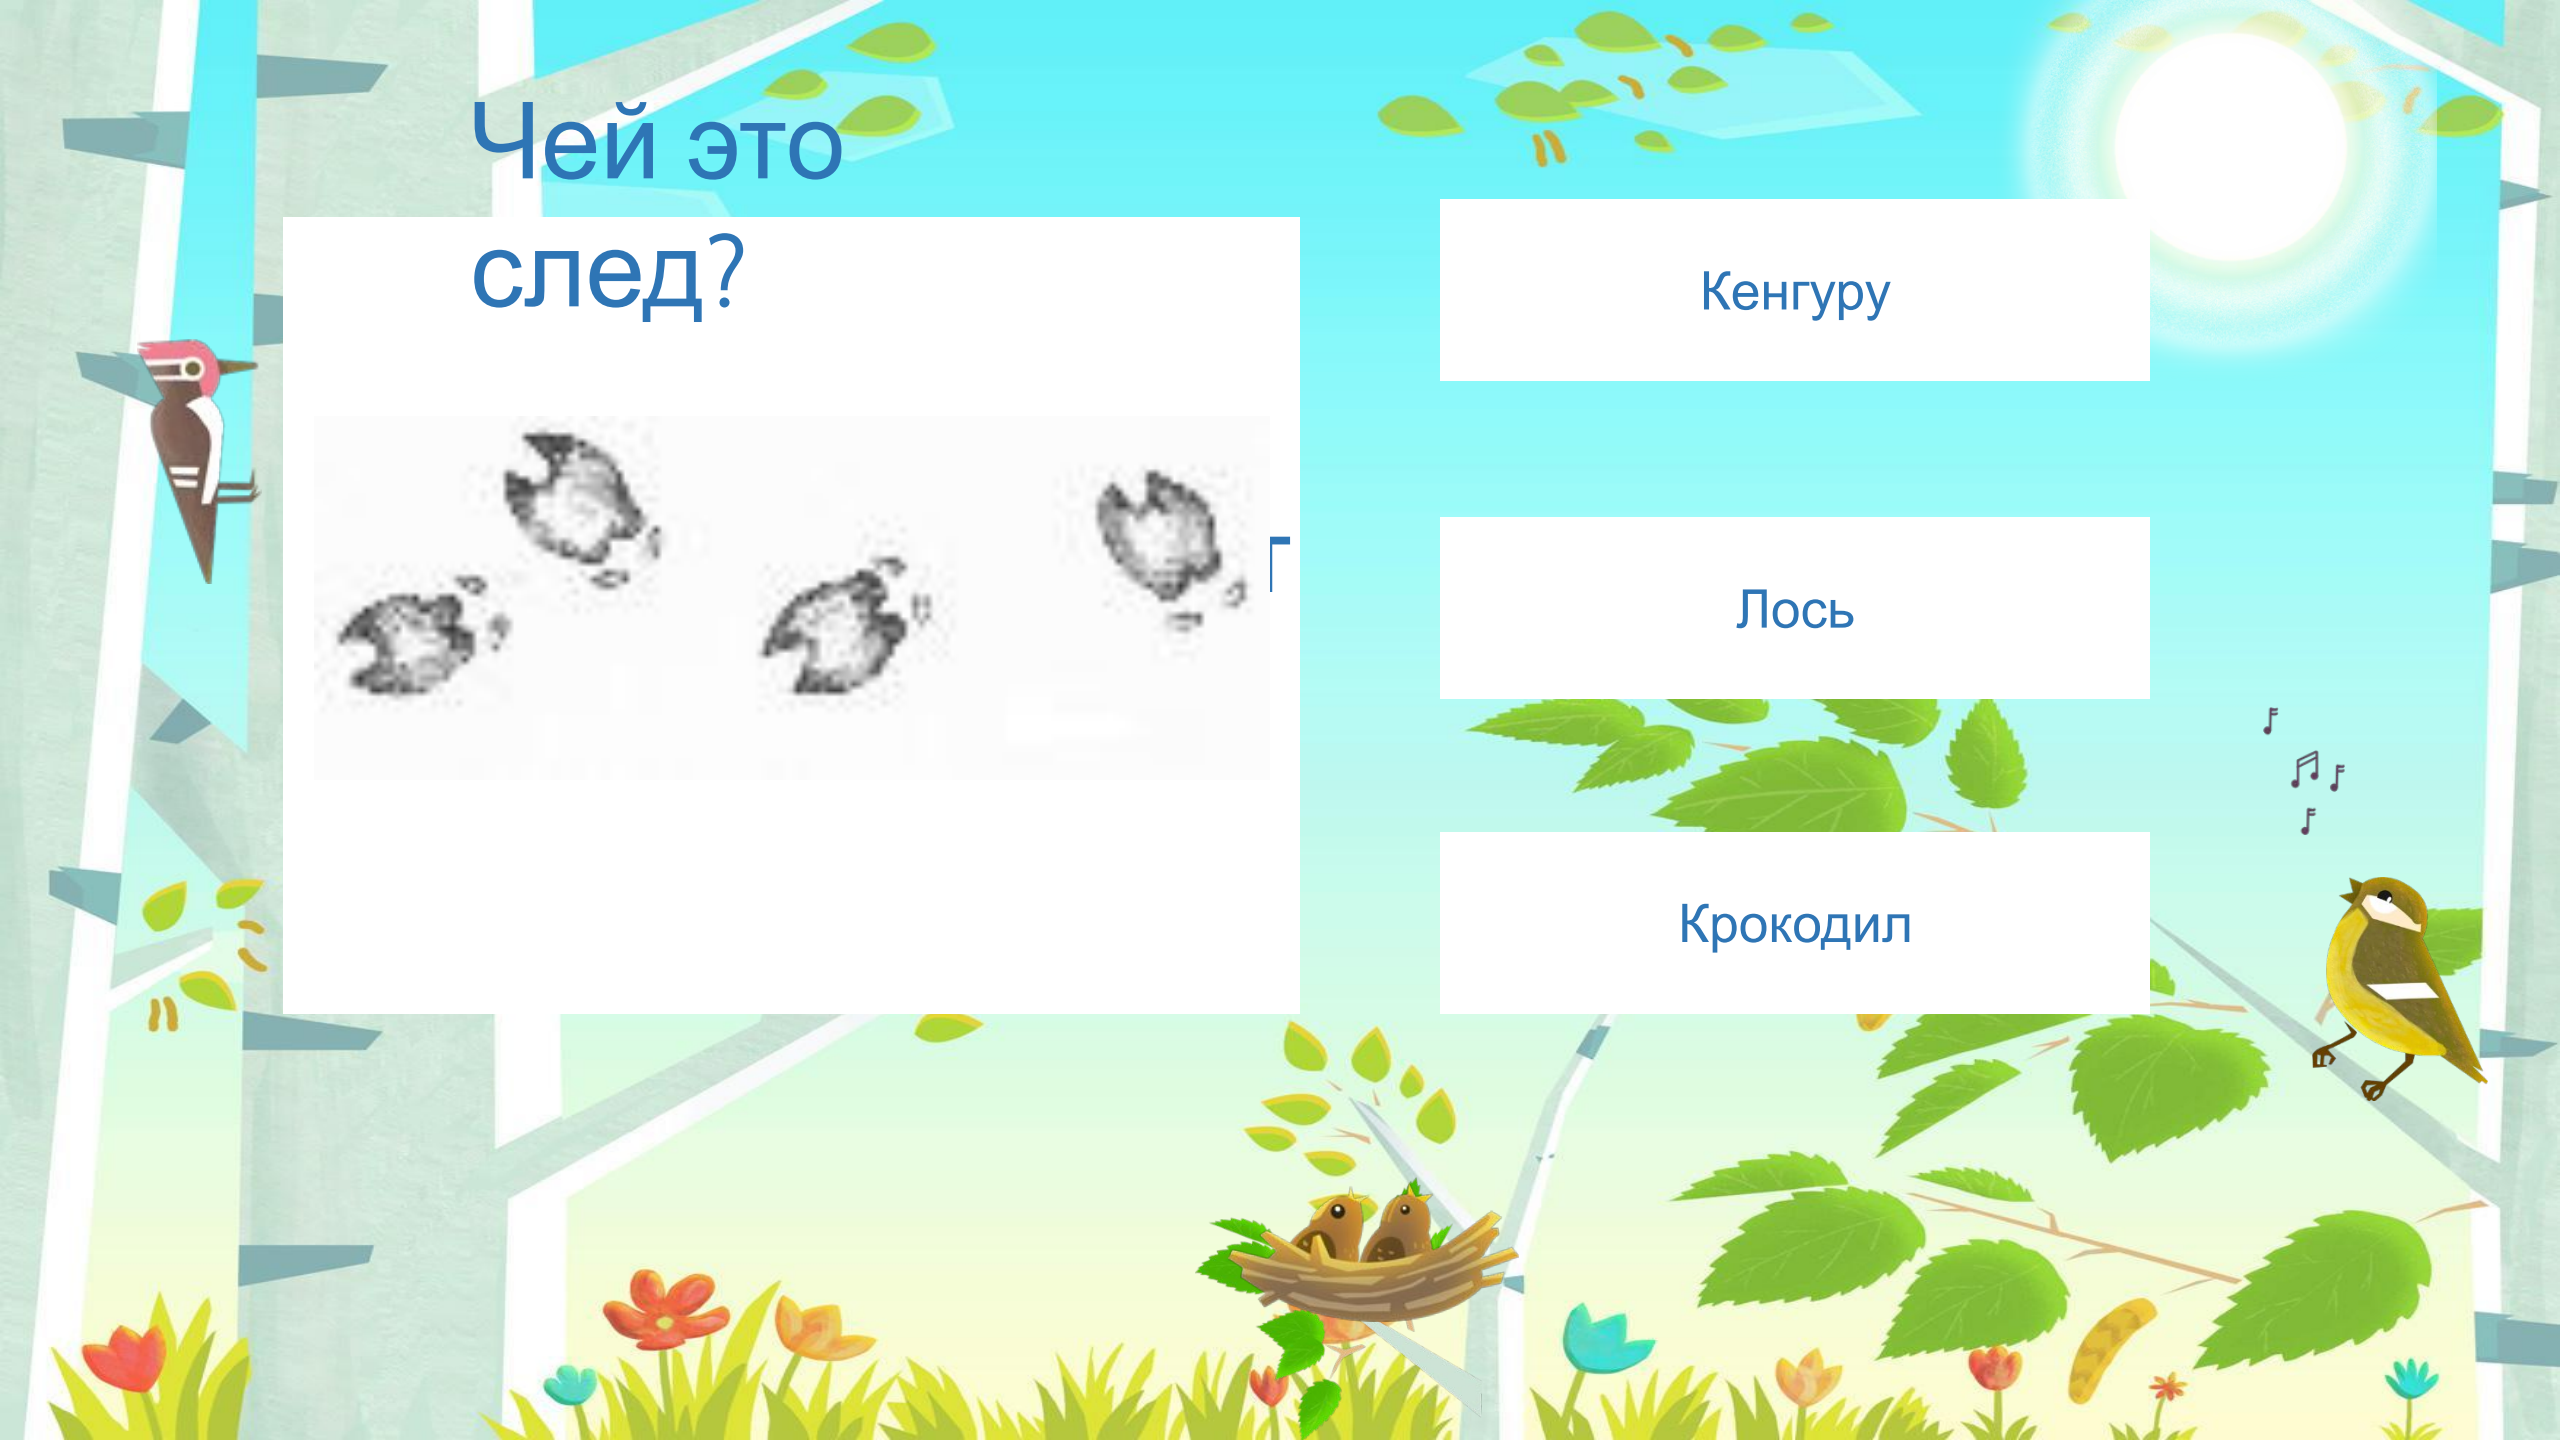 Чей это
след?
Кенгуру
Лось
Крокодил